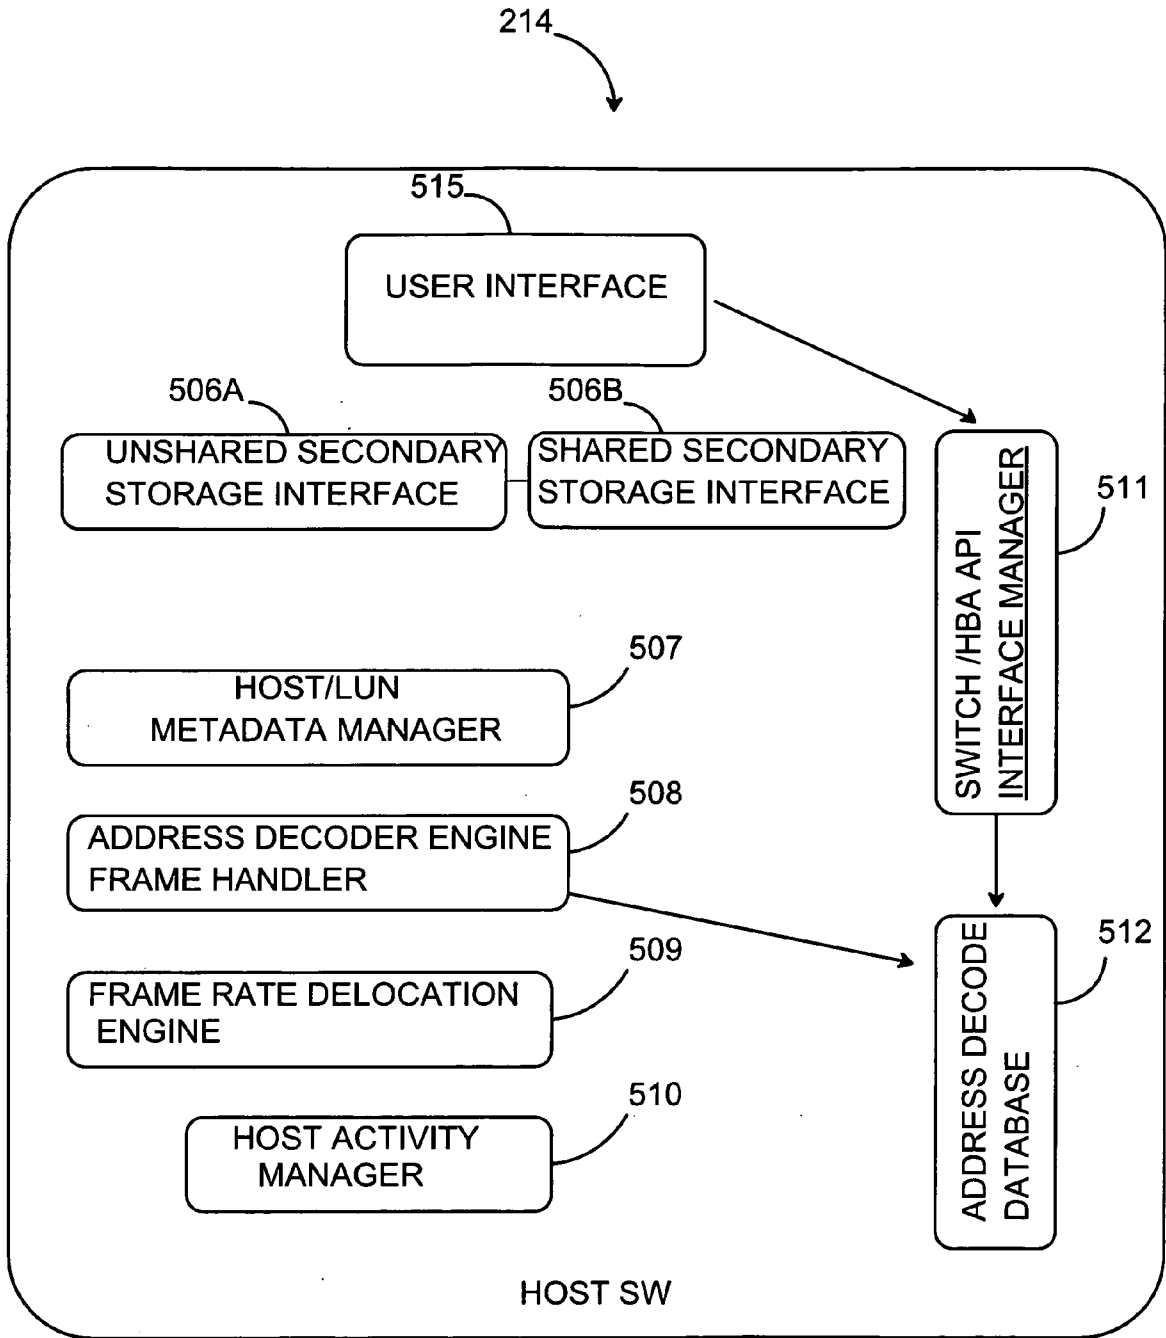 214
515
USER INTERFACE
506A
506B
UNSHARED SECONDARY
STORAGE INTERFACE
SHARED SECONDARY
STORAGE INTERFACE
511
SWITCH /HBA API
INTERFACE MANAGER
507
HOST/LUN
METADATA MANAGER
508
ADDRESS DECODER ENGINE
FRAME HANDLER
512
ADDRESS DECODE
DATABASE
509
FRAME RATE DELOCATION
ENGINE
510
HOST ACTIVITY
MANAGER
HOST SW